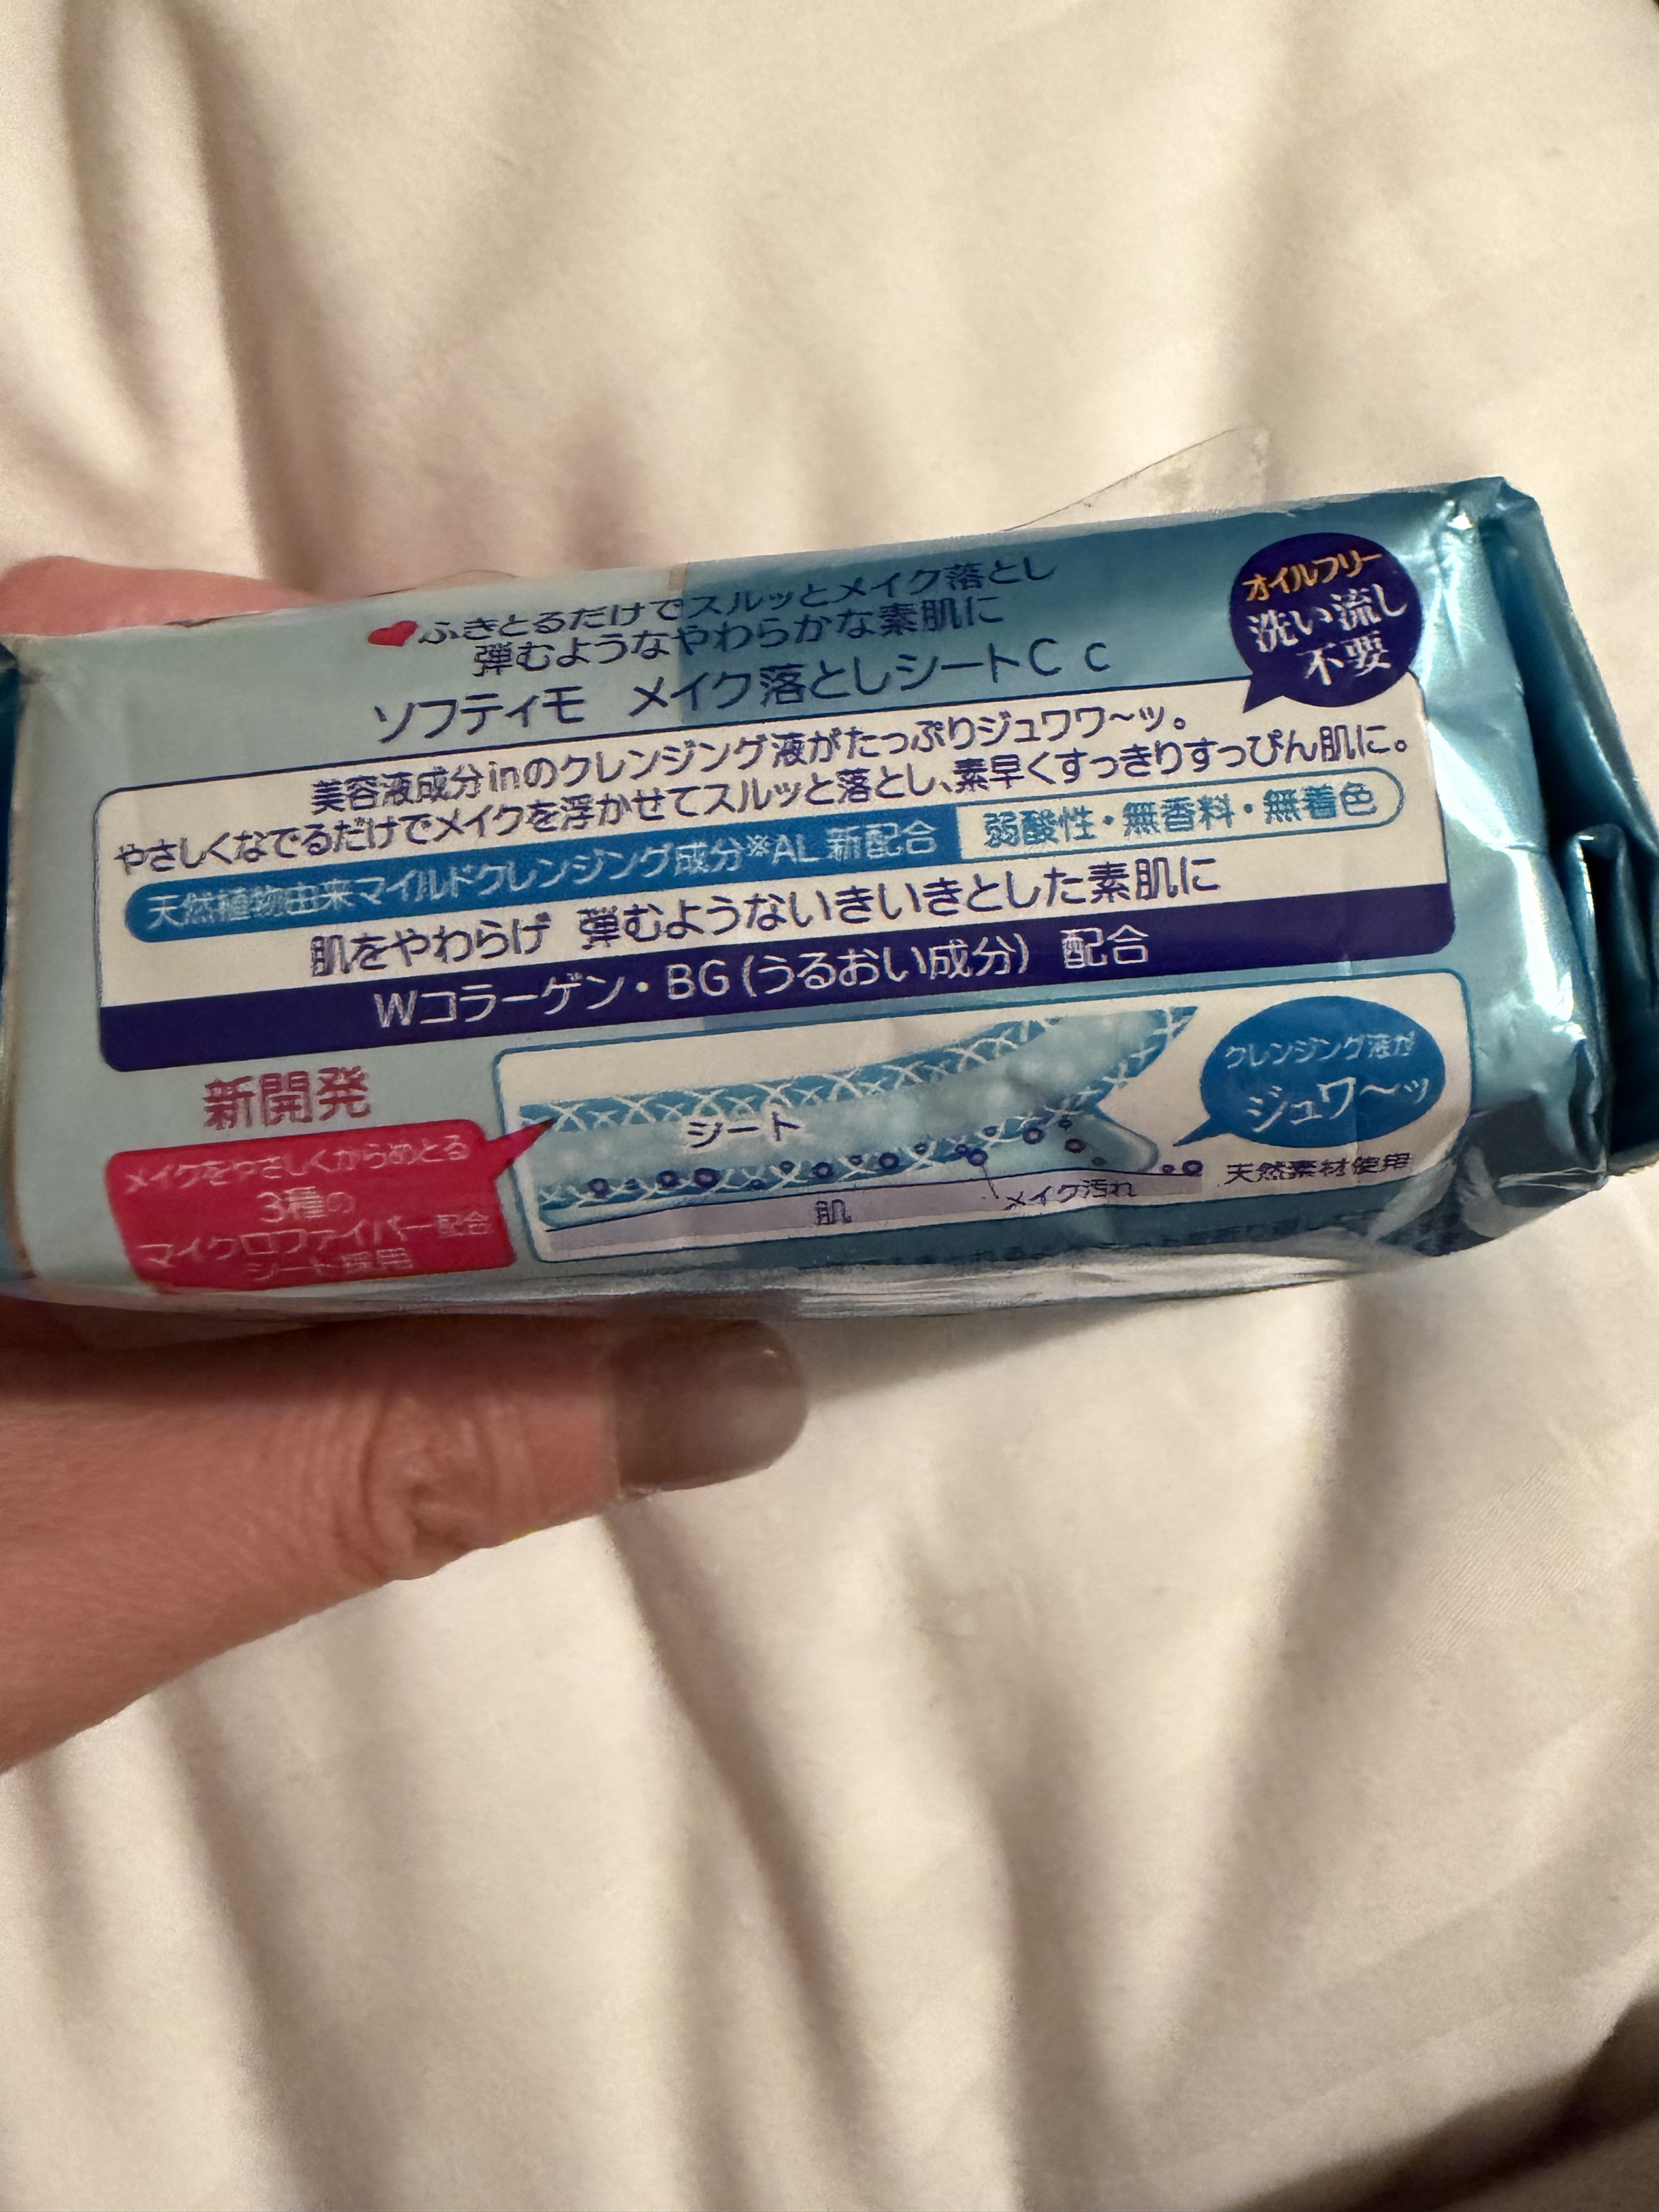 ふきとるだけでスルッとメイク落とし
弾むようなやわらかな素肌に
ソフティモ メイク落としシートC c
オイルフリー
洗い流し
不要
美容液成分inのクレンジング液がたっぷりジュワワ~ッ。
やさしくなでるだけでメイクを浮かせてスルッと落とし、素早くすっきりすっぴん肌に。
天然植物由来マイルドクレンジング成分※AL 新配合 弱酸性・無香料・無着色
肌をやわらげ 弾むようないきいきとした素肌に
Wコラーゲン・BG(うるおい成分) 配合
新開発
メイクをやさしくからめとる
3種の
マイクロファイバー配合
シート採用
シート
肌
メイク汚れ
クレンジング液が
ジュワ~ッ
天然素材使用